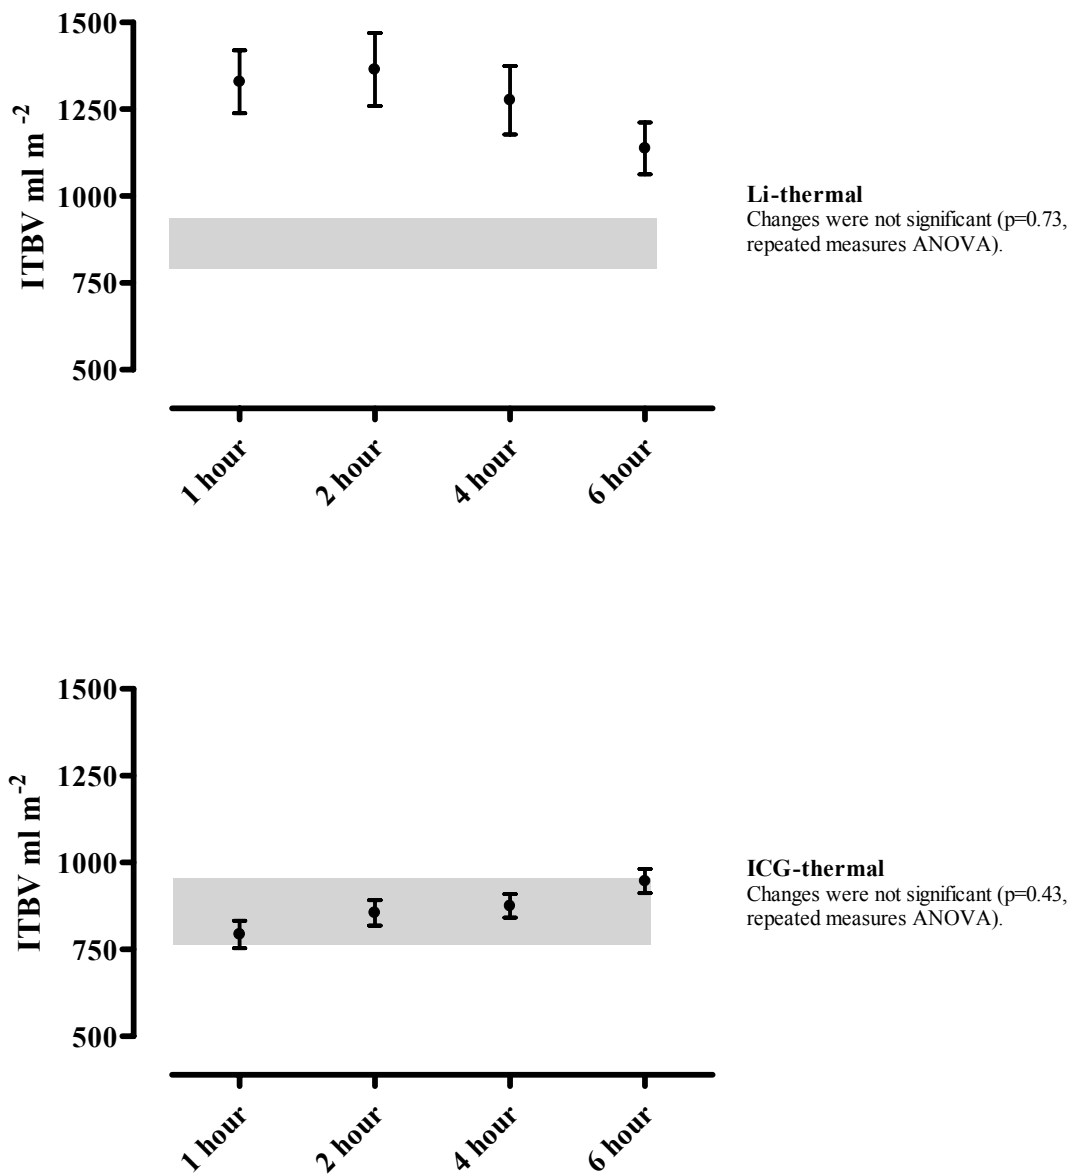 1500
1250
1000
750
500
ITBV ml m -2
1 hour
2 hour
4 hour
6 hour
Li-thermal
Changes were not significant (p=0.73,
repeated measures ANOVA).
1500
1250
1000
750
500
ITBV ml m-2
1 hour
2 hour
4 hour
6 hour
ICG-thermal
Changes were not significant (p=0.43,
repeated measures ANOVA).